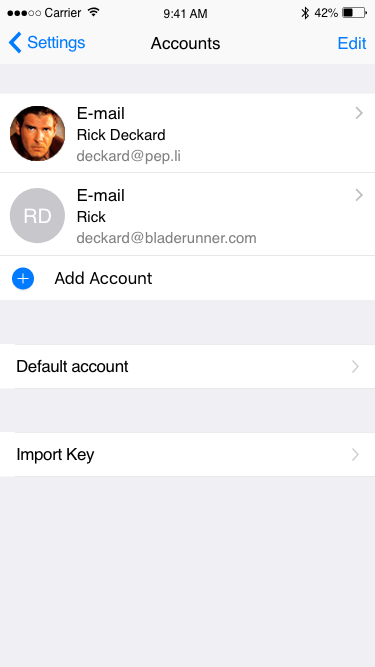 Carrier 9:41 AM 42%
Settings Accounts Edit
E-mail
Rick Deckard
deckard@pep.li
RD
E-mail
Rick
deckard@bladerunner.com
Add Account
Default account
Import Key